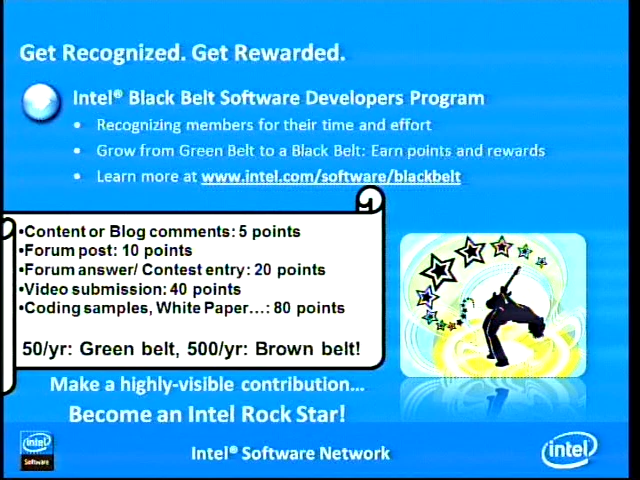 Get Recognized. Get Rewarded.
Intel® Black Belt Software Developers Program
• Recognizing members for their time and effort
• Grow from Green Belt to a Black Belt: Earn points and rewards
• Learn more at www.intel.com/software/blackbelt
•Content or Blog comments: 5 points
•Forum post: 10 points
•Forum answer/ Contest entry: 20 points
•Video submission: 40 points
•Coding samples, White Paper...: 80 points
50/yr: Green belt, 500/yr: Brown belt!
Make a highly-visible contribution...
Become an Intel Rock Star!
intel
Software
Intel® Software Network
intel